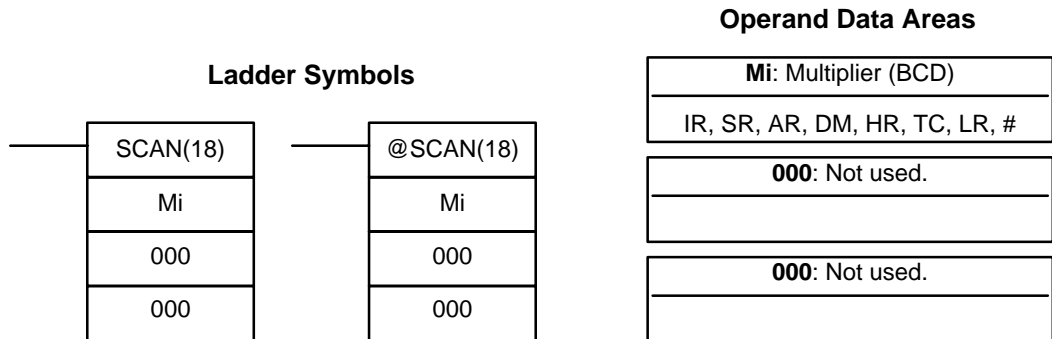 Ladder Symbols
SCAN(18)
Mi
000
000
@SCAN(18)
Mi
000
000
Operand Data Areas
Mi: Multiplier (BCD)
IR, SR, AR, DM, HR, TC, LR, #
000: Not used.
000: Not used.